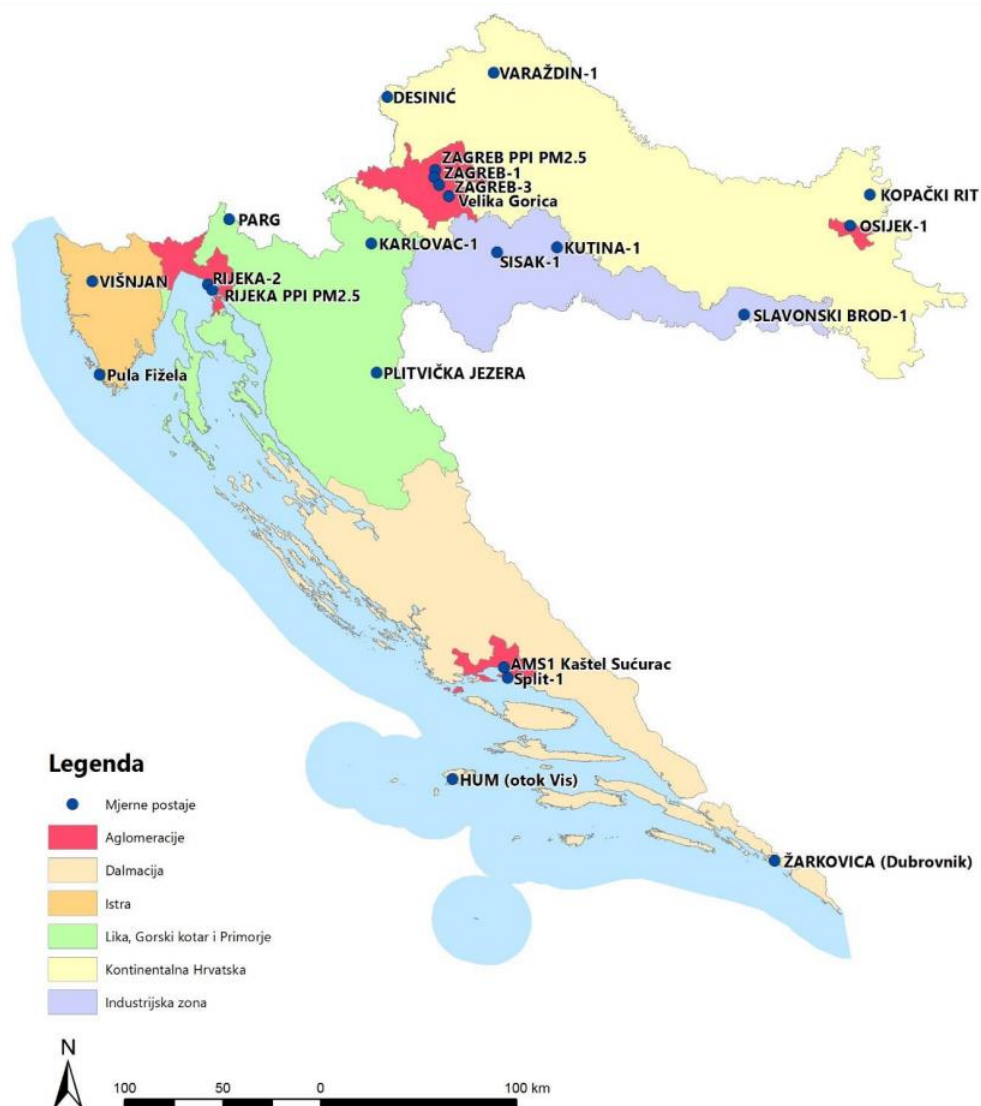 VARAŽDIN-1
DESINIĆ
ZAGREB PPI PM2.5
ZAGREB-1
ZAGREB-3
Velika Gorica
KOPAČKI RIT
OSIJEK-1
PARG
KARLOVAC-1
KUTINA-1
SISAK-1
VIŠNJAN
RIJEKA-2
RIJEKA PPI PM2.5
SLAVONSKI BROD-1
Pula Fižela
PLITVIČKA JEZERA
AMS1 Kaštel Sućurac
Split-1
HUM (otok Vis)
ŽARKOVICA (Dubrovnik)
Legenda
Mjerne postaje
Aglomeracije
Dalmacija
Istra
Lika, Gorski kotar i Primorje
Kontinentalna Hrvatska
Industrijska zona
N
100 50 0 100 km